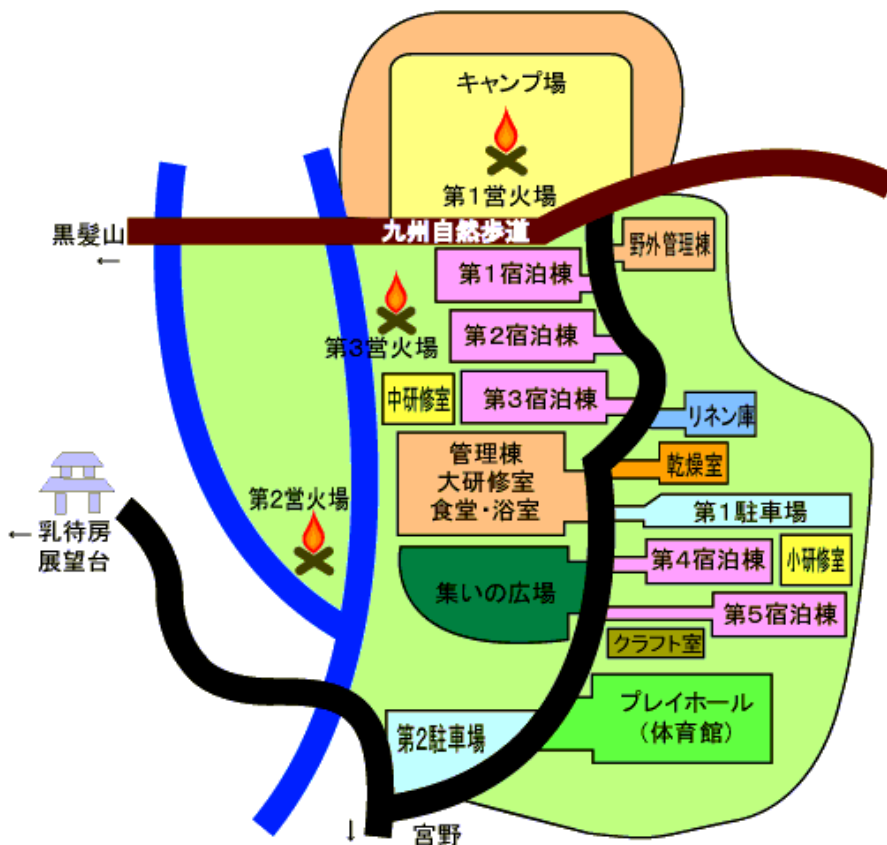 キャンプ場
第1営火場
九州自然歩道
黒髪山
←
野外管理棟
第1宿泊棟
第3営火場
第2宿泊棟
中研修室
第3宿泊棟
リネン庫
管理棟
大研修室
食堂・浴室
乾燥室
第2営火場
第1駐車場
←乳待房
展望台
集いの広場
第4宿泊棟
小研修室
第5宿泊棟
クラフト室
プレイホール
(体育館)
第2駐車場
↓
宮野